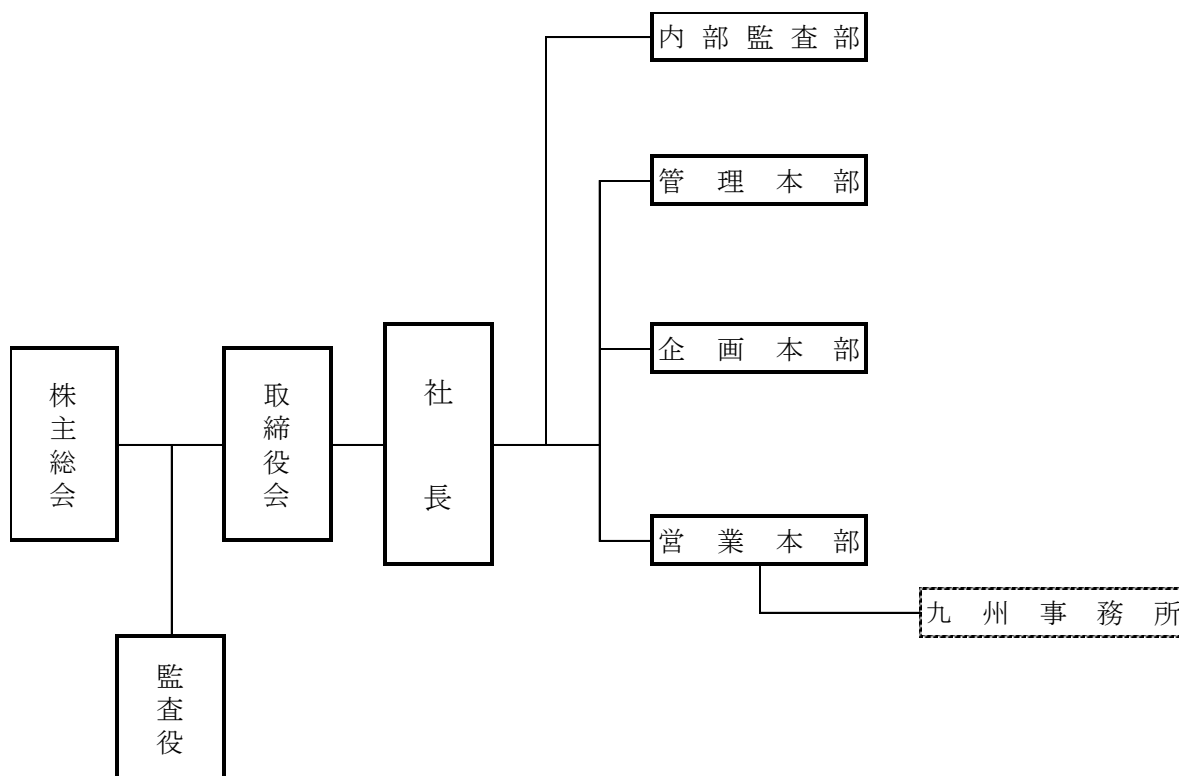 内部監査部
管理本部
企画本部
株主総会
取締役会
社長
営業本部
九州事務所
監査役